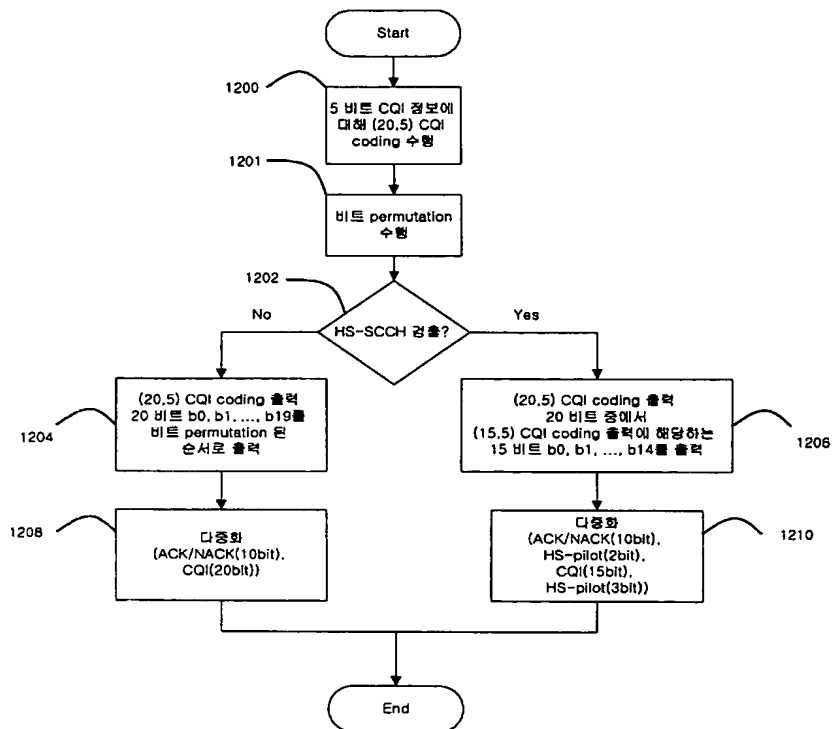 Start
1200
5 비트 CQI 정보에
대해 (20,5) CQI
coding 수행
1201
비트 permutation
수행
1202
HS-SCCH 검출?
No
Yes
1204
(20,5) CQI coding 출력
20 비트 b0, b1, ..., b19를
비트 permutation 된
순서로 출력
(20,5) CQI coding 출력
20 비트 중에서
(15,5) CQI coding 출력에 해당하는
15 비트 b0, b1, ..., b14를 출력
1206
1208
다중화
(ACK/NACK(10bit),
CQI(20bit))
다중화
(ACK/NACK(10bit),
HS-pilot(2bit),
CQI(15bit),
HS-pilot(3bit))
1210
End